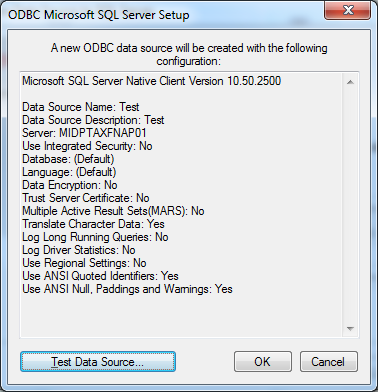 ODBC Microsoft SQL Server Setup
A new ODBC data source will be created with the following
configuration:
Microsoft SQL Server Native Client Version 10.50.2500
Data Source Name: Test
Data Source Description: Test
Server: MIDPTAXFNAP01
Use Integrated Security: No
Database: (Default)
Language: (Default)
Data Encryption: No
Trust Server Certificate: No
Multiple Active Result Sets(MARS): No
Translate Character Data: Yes
Log Long Running Queries: No
Log Driver Statistics: No
Use Regional Settings: No
Use ANSI Quoted Identifiers: Yes
Use ANSI Null, Paddings and Warnings: Yes
Test Data Source...
OK
Cancel